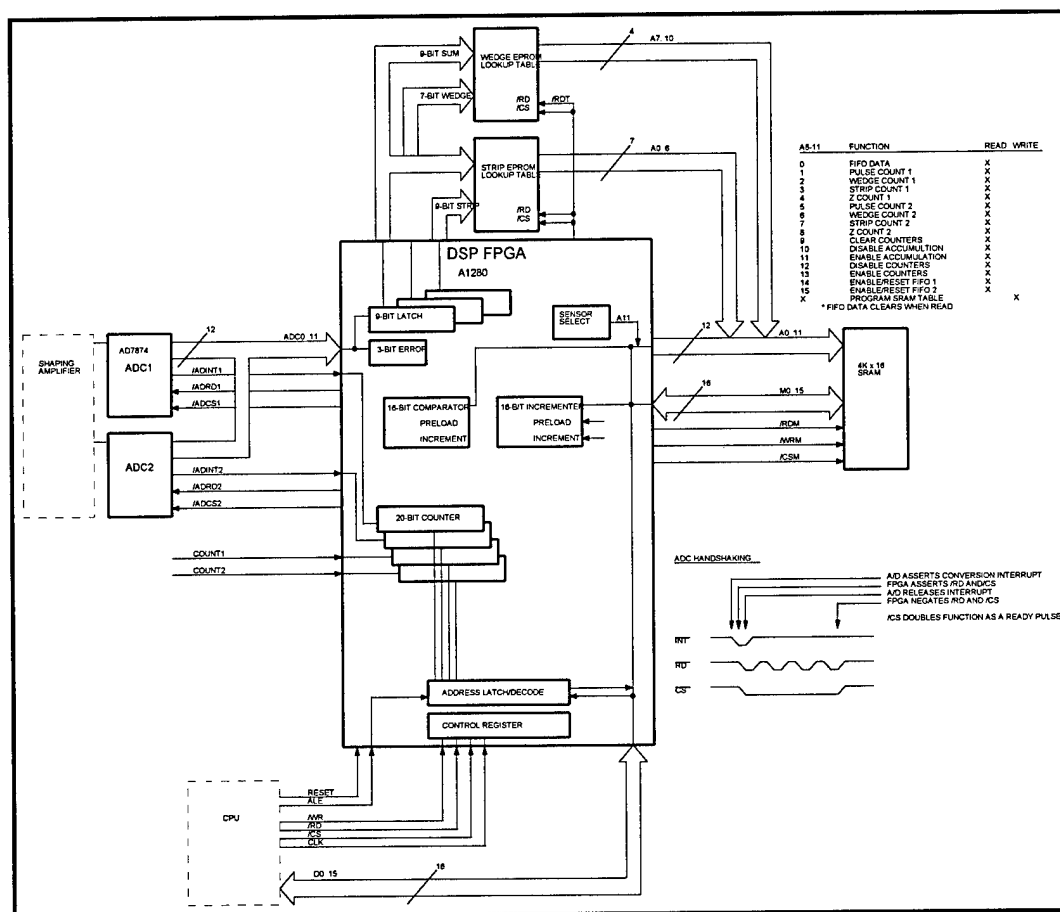 4
A7. 10
9-BIT SUM
WEDGE EPROM
LOOKUP TABLE
7-BIT WEDGE
/RD
/CS
/RDT
7
A0. 6
STRIP EPROM
LOOKUP TABLE
9-BIT STRIP
/RD
/CS
A8-11 FUNCTION READ WRITE
0 FIFO DATA X
1 PULSE COUNT 1 X
2 WEDGE COUNT 1 X
3 STRIP COUNT 1 X
4 Z COUNT 1 X
5 PULSE COUNT 2 X
6 WEDGE COUNT 2 X
7 STRIP COUNT 2 X
8 Z COUNT 2 X
9 CLEAR COUNTERS X
10 DISABLE ACCUMULTION X
11 ENABLE ACCUMULATION X
12 DISABLE COUNTERS X
13 ENABLE COUNTERS X
14 ENABLE/RESET FIFO 1 X
15 ENABLE/RESET FIFO 2 X
X PROGRAM SRAM TABLE X
* FIFO DATA CLEARS WHEN READ
DSP FPGA
A1280
9-BIT LATCH
3-BIT ERROR
SENSOR
SELECT
A11
12
A0..11
4K x 16
SRAM
16
M0..15
/RDM
/WRM
/CSM
16-BIT COMPARATOR
PRELOAD
INCREMENT
16-BIT INCREMENTER
PRELOAD
INCREMENT
SHAPING
AMPLIFIER
AD7874
ADC1
12
ADC0..11
/ADINT1
/ADRD1
/ADCS1
ADC2
/ADINT2
/ADRD2
/ADCS2
20-BIT COUNTER
COUNT1
COUNT2
ADC HANDSHAKING
A/D ASSERTS CONVERSION INTERRUPT
FPGA ASSERTS /RD AND/CS
A/D RELEASES INTERRUPT
FPGA NEGATES /RD AND /CS
/CS DOUBLES FUNCTION AS A READY PULSE
INT
RD
CS
ADDRESS LATCH/DECODE
CONTROL REGISTER
CPU
RESET
ALE
/WR
/RD
/CS
CLK
D0..15
16